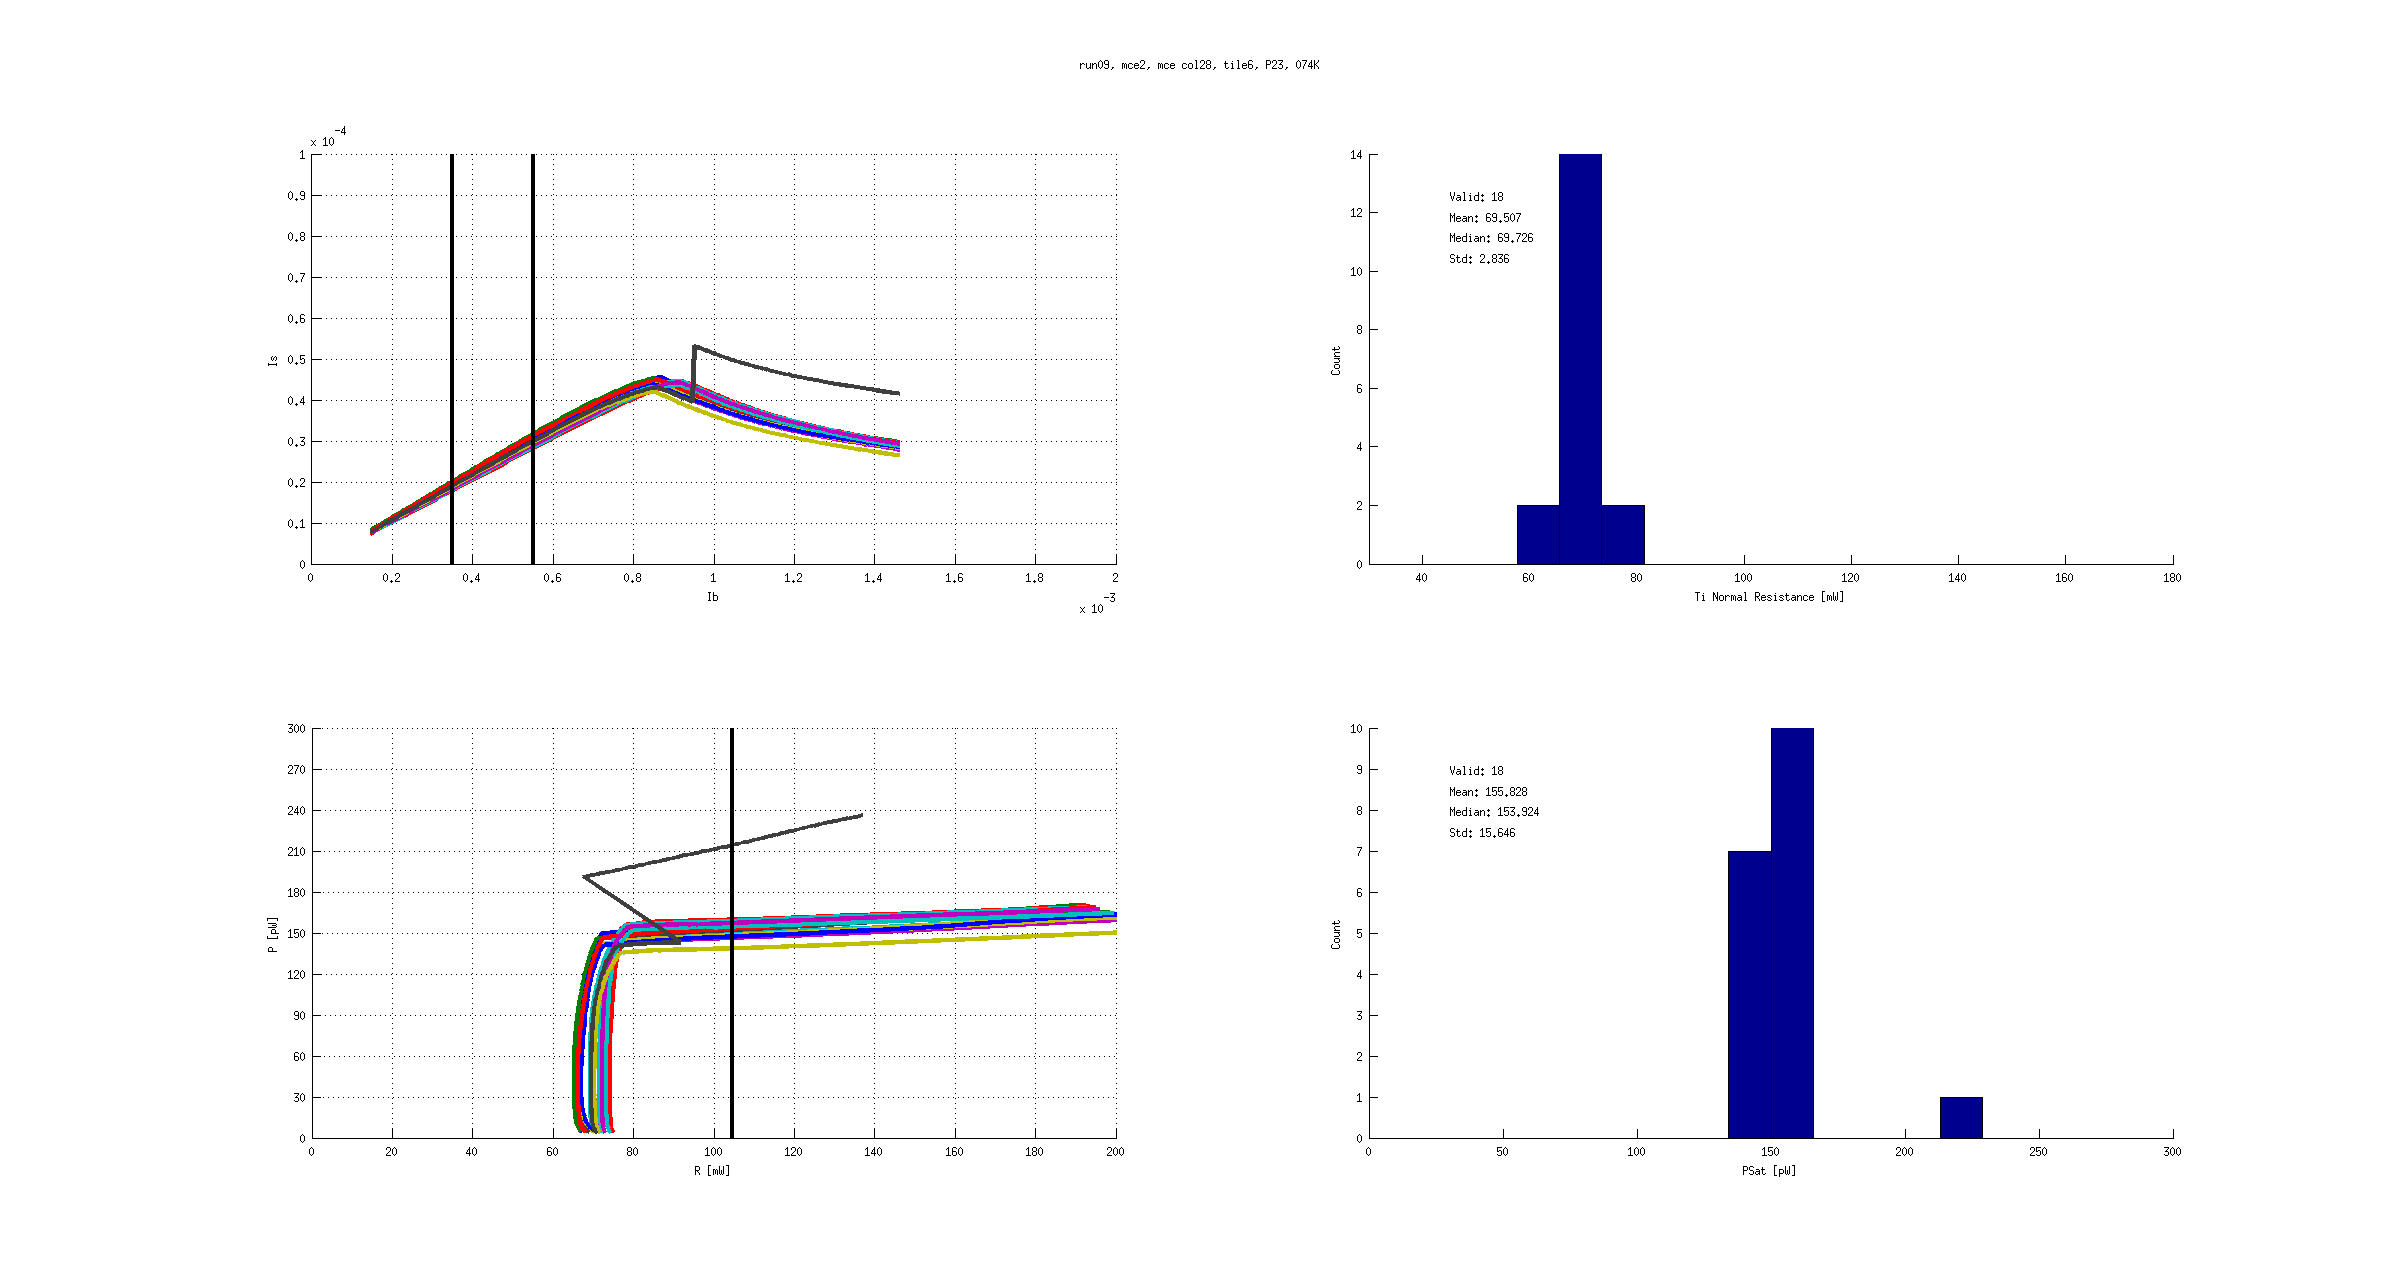 run09, mce2, mce col28, tile6, P23, 074K
x 10^-4
1
0.9
0.8
0.7
0.6
0.5
0.4
0.3
0.2
0.1
0
Is
0 0.2 0.4 0.6 0.8 1 1.2 1.4 1.6 1.8 2
Ib
x 10^-3
14
12
10
8
6
4
2
0
Count
Valid: 18
Mean: 69.507
Median: 69.726
Std: 2.836
40 60 80 100 120 140 160 180
Ti Normal Resistance [mW]
300
270
240
210
180
150
120
90
60
30
0
P [pW]
0 20 40 60 80 100 120 140 160 180 200
R [mW]
10
9
8
7
6
5
4
3
2
1
0
Count
Valid: 18
Mean: 155.828
Median: 153.924
Std: 15.646
0 50 100 150 200 250 300
PSat [pW]